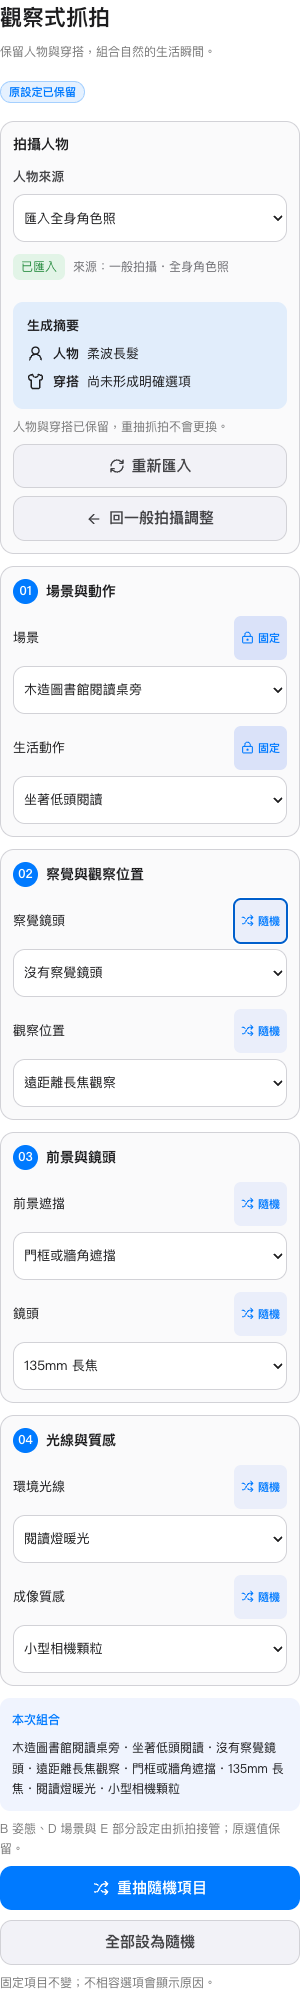 觀察式抓拍
保留人物與穿搭，組合自然的生活瞬間。
原設定已保留
拍攝人物
人物來源
匯入全身角色照
已匯入 來源：一般拍攝・全身角色照
生成摘要
人物 柔波長髮
穿搭 尚未形成明確選項
人物與穿搭已保留，重抽抓拍不會更換。
重新匯入
← 回一般拍攝調整
01 場景與動作
場景 固定
木造圖書館閱讀桌旁
生活動作 固定
坐著低頭閱讀
02 察覺與觀察位置
察覺鏡頭 隨機
沒有察覺鏡頭
觀察位置 隨機
遠距離長焦觀察
03 前景與鏡頭
前景遮擋 隨機
門框或牆角遮擋
鏡頭 隨機
135mm 長焦
04 光線與質感
環境光線 隨機
閱讀燈暖光
成像質感 隨機
小型相機顆粒
本次組合
木造圖書館閱讀桌旁・坐著低頭閱讀・沒有察覺鏡
頭・遠距離長焦觀察・門框或牆角遮擋・135mm 長
焦・閱讀燈暖光・小型相機顆粒
B 姿態、D 場景與 E 部分設定由抓拍接管；原選值保
留。
重抽隨機項目
全部設為隨機
固定項目不變；不相容選項會顯示原因。